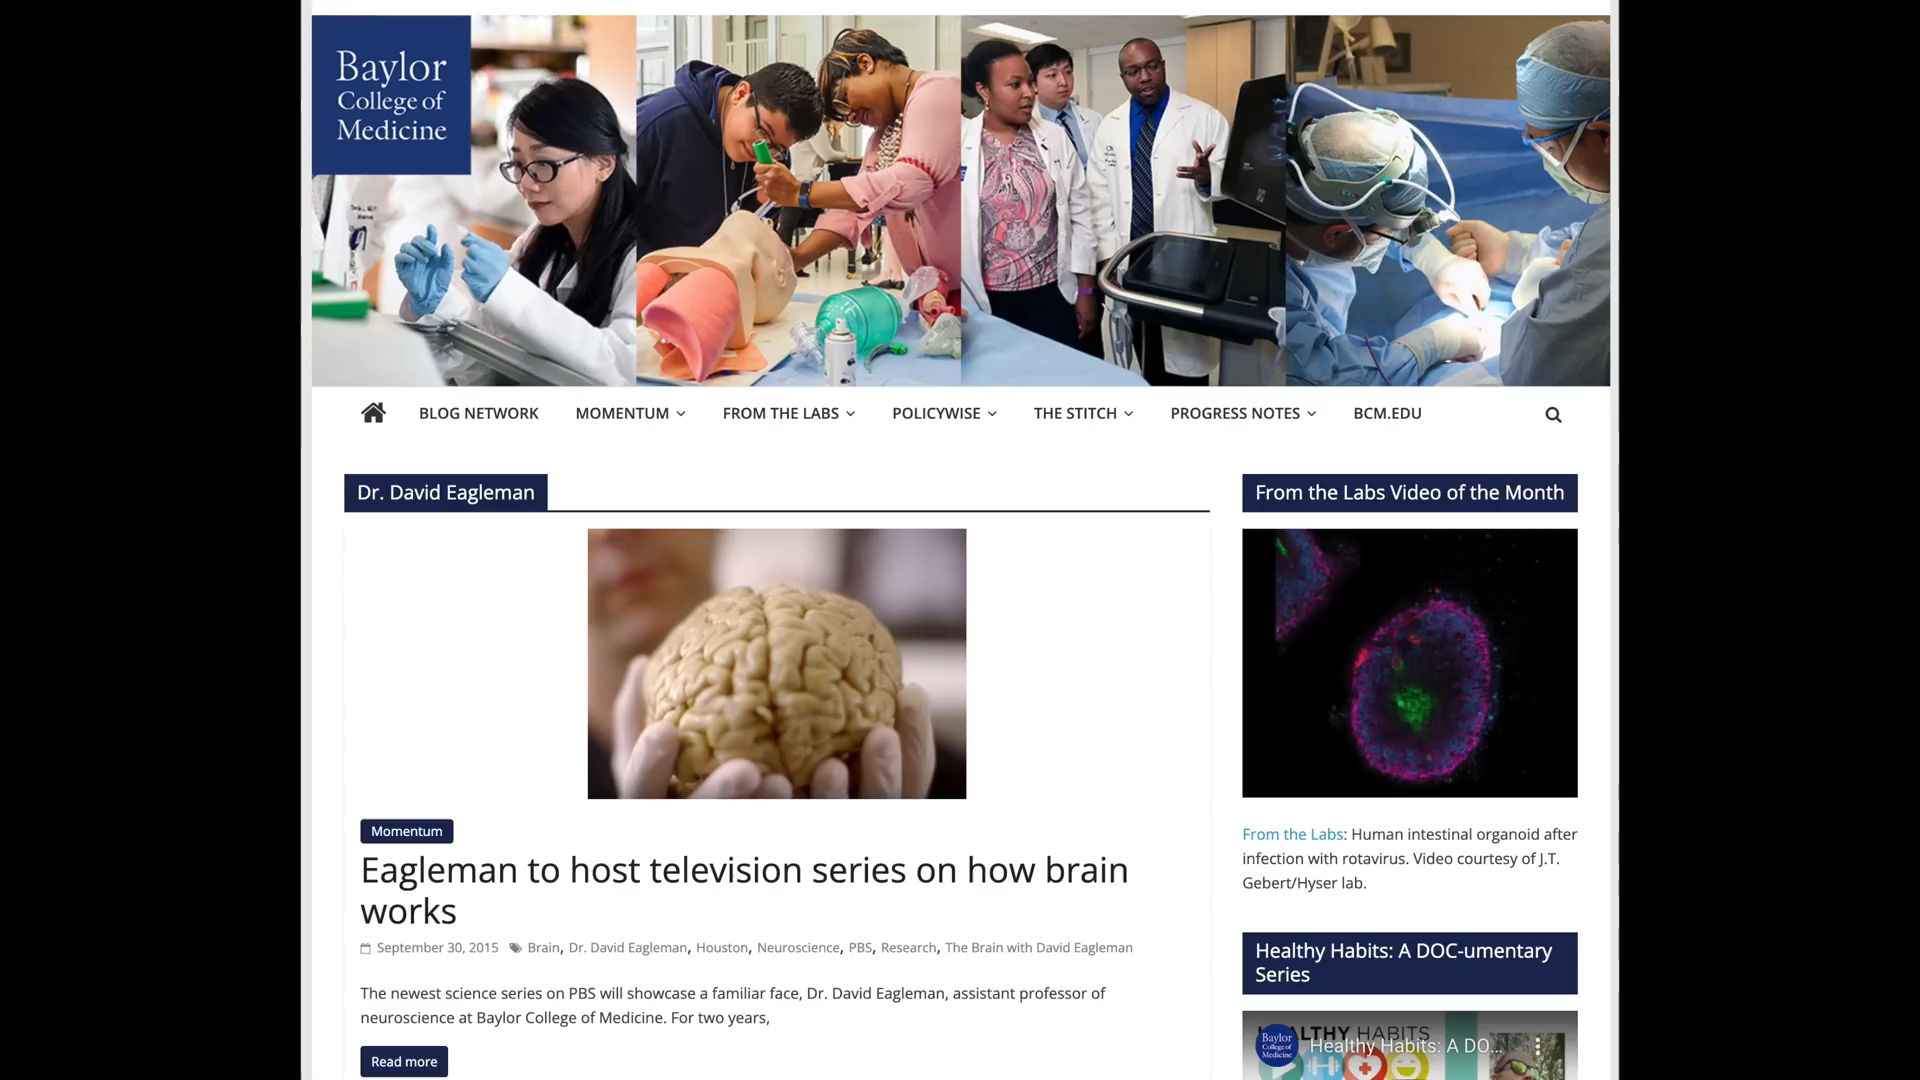 Baylor
College of
Medicine
BLOG NETWORK MOMENTUM FROM THE LABS POLICYWISE THE STITCH PROGRESS NOTES BCM.EDU
Dr. David Eagleman
Momentum
Eagleman to host television series on how brain
works
September 30, 2015 Brain, Dr. David Eagleman, Houston, Neuroscience, PBS, Research, The Brain with David Eagleman
The newest science series on PBS will showcase a familiar face, Dr. David Eagleman, assistant professor of
neuroscience at Baylor College of Medicine. For two years,
Read more
From the Labs Video of the Month
From the Labs: Human intestinal organoid after
infection with rotavirus. Video courtesy of J.T.
Gebert/Hyser lab.
Healthy Habits: A DOC-umentary
Series
Baylor
College of
Medicine
HABITS
Healthy Habits: A DO...